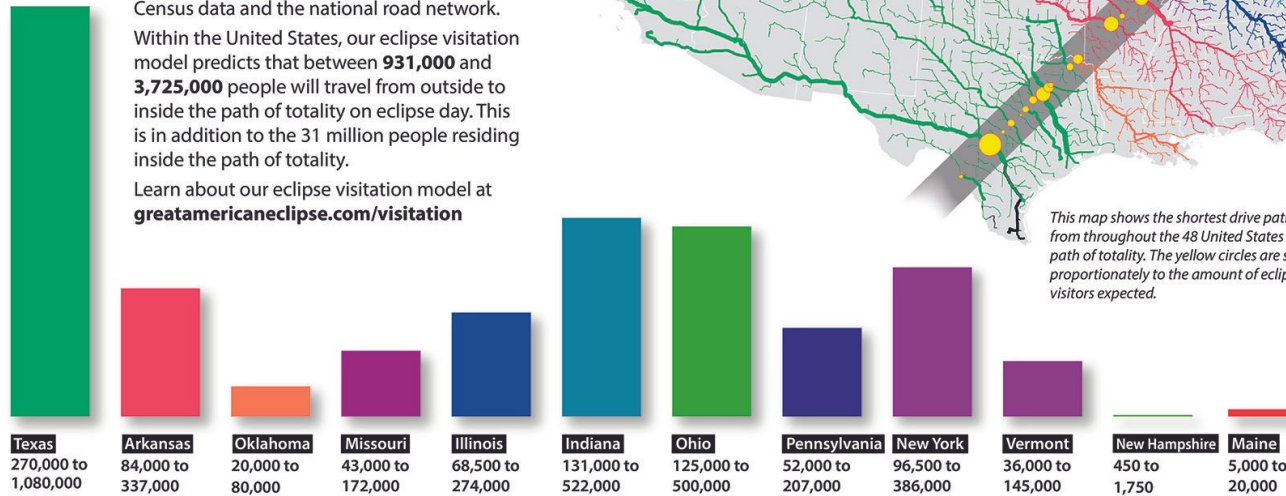 Census data and the national road network.
Within the United States, our eclipse visitation
model predicts that between 931,000 and
3,725,000 people will travel from outside to
inside the path of totality on eclipse day. This
is in addition to the 31 million people residing
inside the path of totality.
Learn about our eclipse visitation model at
greatamericaneclipse.com/visitation
This map shows the shortest drive
from throughout the 48 United States
path of totality. The yellow circles are
proportionately to the amount of
visitors expected.
Texas
270,000 to
1,080,000
Arkansas
84,000 to
337,000
Oklahoma
20,000 to
80,000
Missouri
43,000 to
172,000
Illinois
68,500 to
274,000
Indiana
131,000 to
522,000
Ohio
125,000 to
500,000
Pennsylvania
52,000 to
207,000
New York
96,500 to
386,000
Vermont
36,000 to
145,000
New Hampshire
450 to
1,750
Maine
5,000 to
20,000